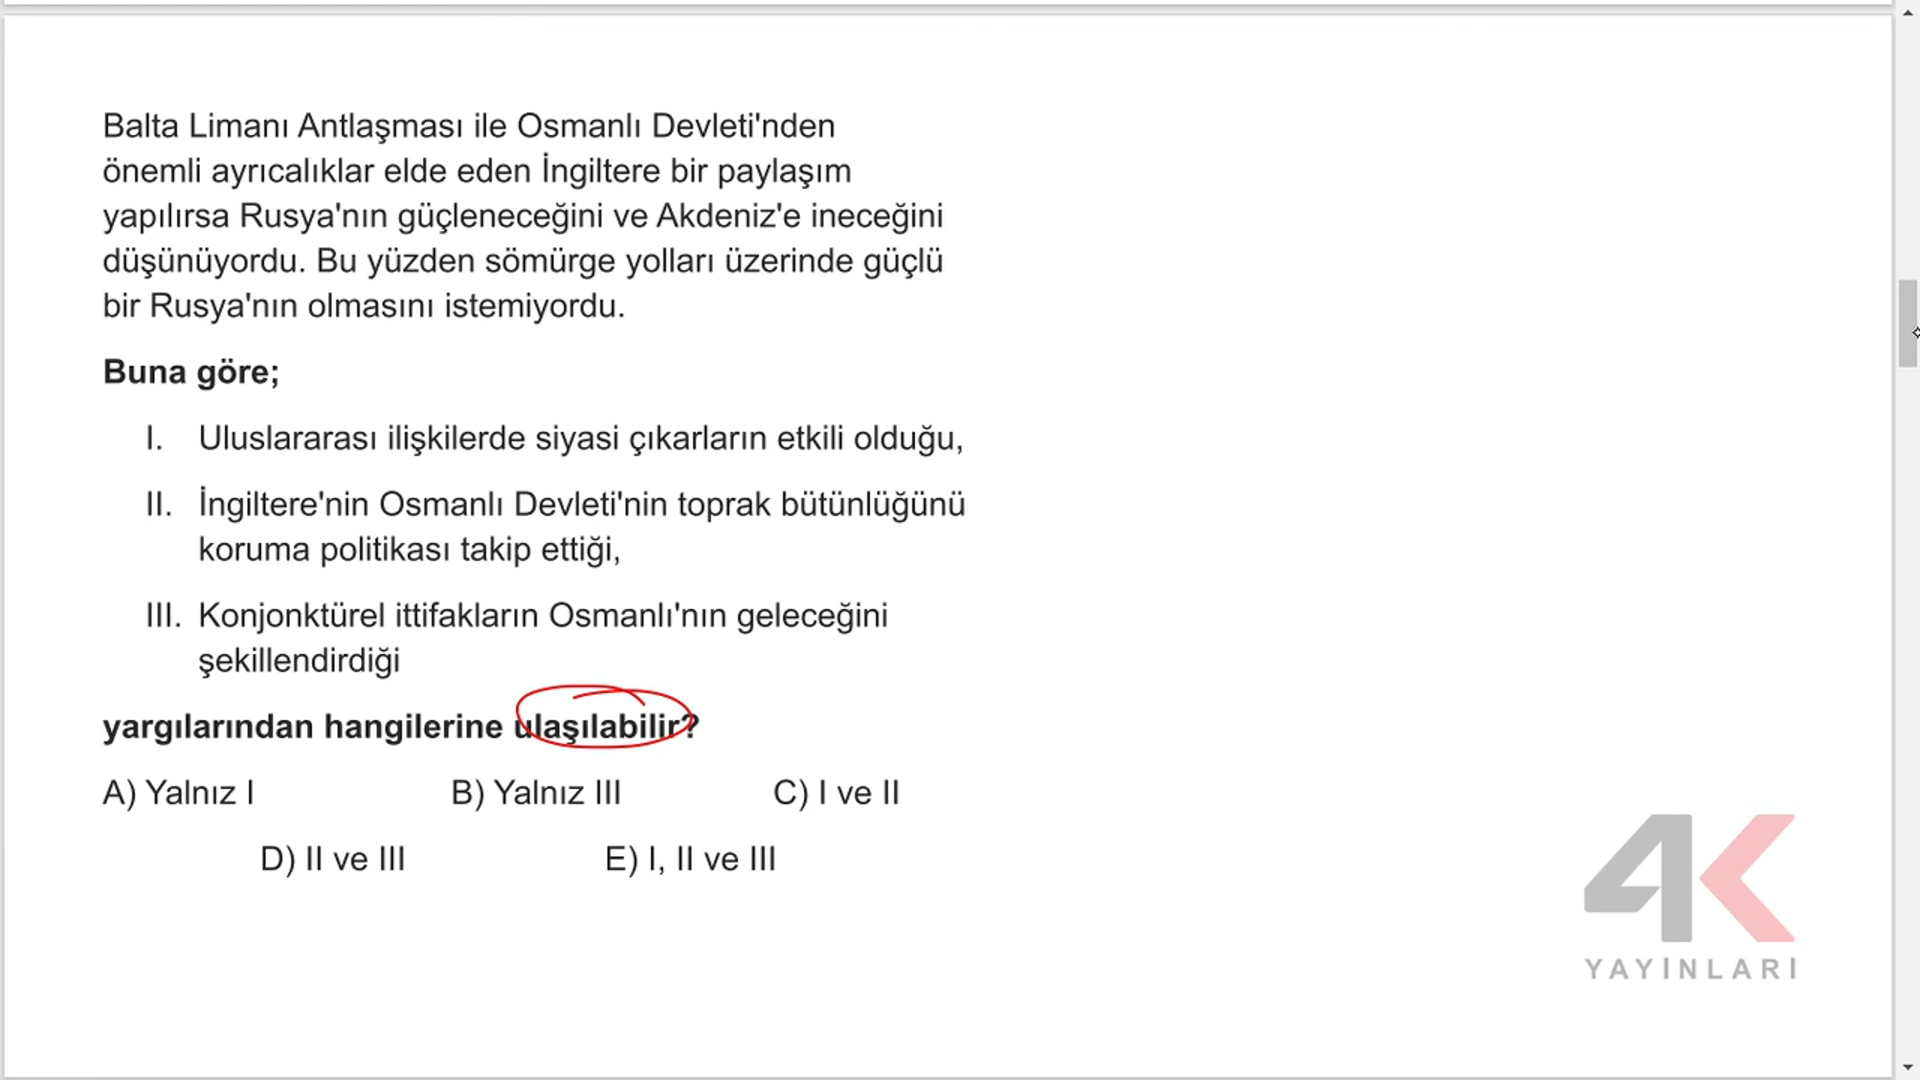 Balta Limanı Antlaşması ile Osmanlı Devleti'nden
önemli ayrıcalıklar elde eden İngiltere bir paylaşım
yapılırsa Rusya'nın güçleneceğini ve Akdeniz'e ineceğini
düşünüyordu. Bu yüzden sömürge yolları üzerinde güçlü
bir Rusya'nın olmasını istemiyordu.
Buna göre;
I. Uluslararası ilişkilerde siyasi çıkarların etkili olduğu,
II. İngiltere'nin Osmanlı Devleti'nin toprak bütünlüğünü
koruma politikası takip ettiği,
III. Konjonktürel ittifakların Osmanlı'nın geleceğini
şekillendirdiği
yargılarından hangilerine ulaşılabilir?
A) Yalnız I B) Yalnız III C) I ve II
D) II ve III E) I, II ve III
4K
YAYINLARI